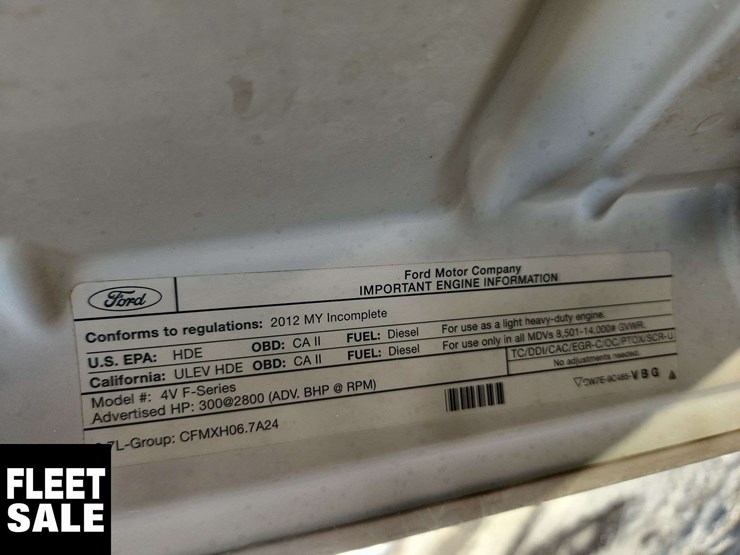 Ford
Ford Motor Company
IMPORTANT ENGINE INFORMATION
Conforms to regulations: 2012 MY Incomplete
U.S. EPA: HDE OBD: CA II FUEL: Diesel For use as a light heavy-duty engine.
California: ULEV HDE OBD: CA II FUEL: Diesel For use only in all MDVs 8,501-14,000# GVWR.
Model #: 4V F-Series TC/DDI/CAC/EGR-C/OC/PTOX/SCR-U
Advertised HP: 300@2800 (ADV. BHP @ RPM) No adjustments needed.
7L-Group: CFMXH06.7A24
VBG
FLEET
SALE